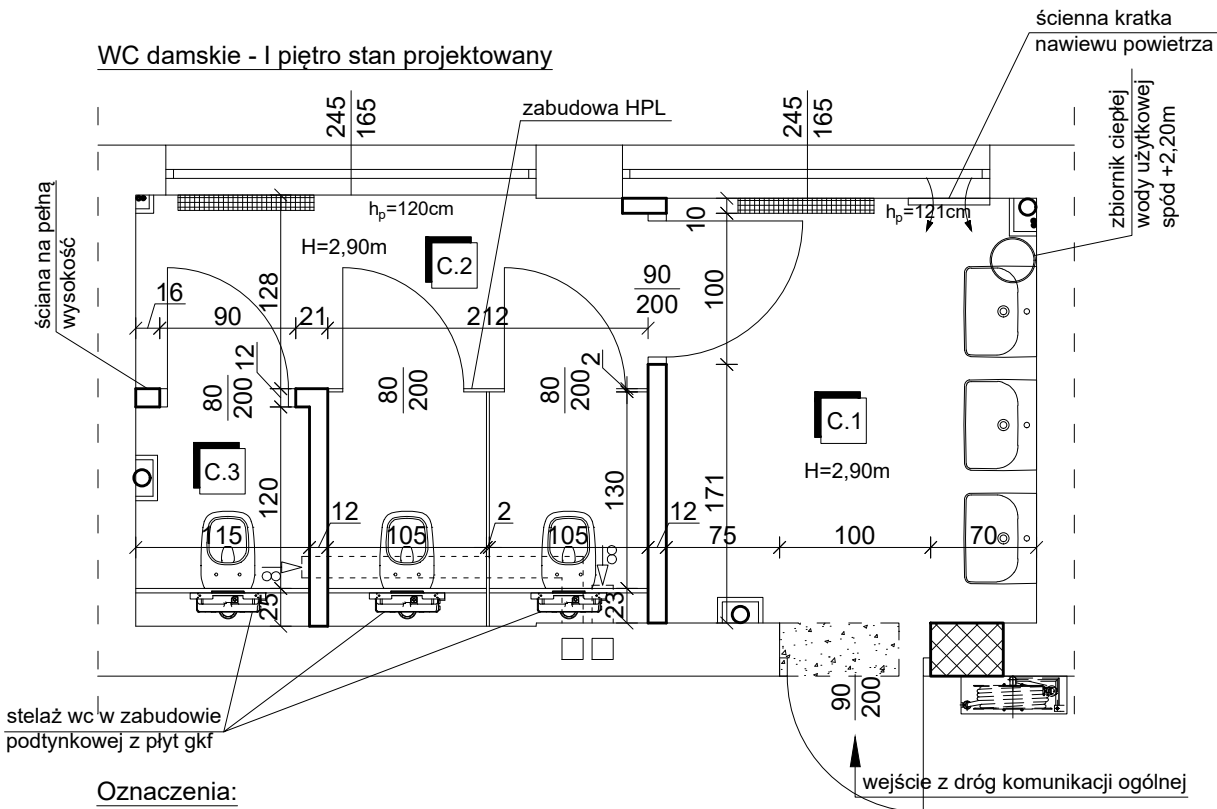 WC damskie - I piętro stan projektowany
ścienna kratka
nawiewu powietrza
zabudowa HPL
245
165
245
165
zbiornik ciepłej
wody użytkowej
spód +2,20m
ściana na pełną
wysokość
hp=120cm
hp=121cm
H=2,90m
C.2
10
90
200
100
128
16
90
21
212
12
2
80
200
80
200
80
200
C.1
H=2,90m
C.3
120
130
171
12
2
12
115
105
105
75
100
70
8
8
25
23
90
200
stelaż wc w zabudowie
podtynkowej z płyt gkf
wejście z dróg komunikacji ogólnej
Oznaczenia: